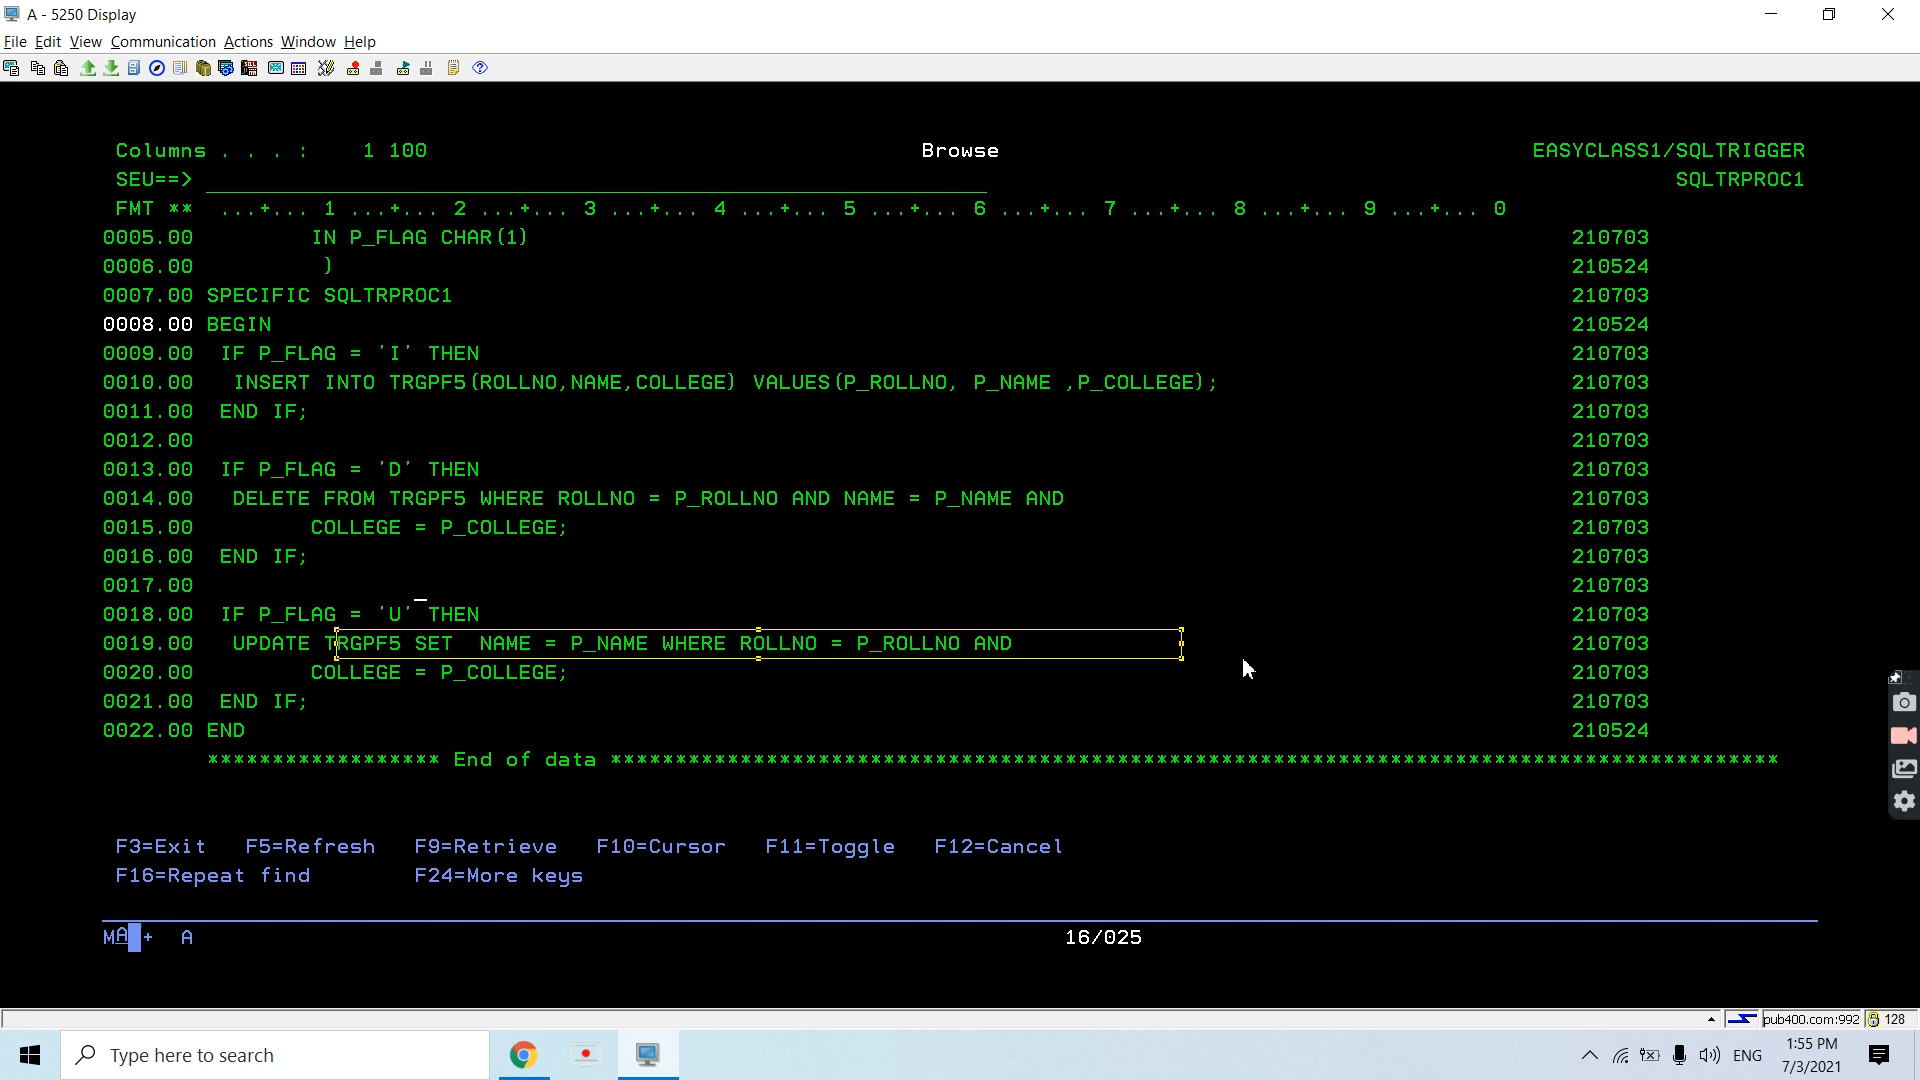 A - 5250 Display
File Edit View Communication Actions Window Help
Columns . . . :    1 100          Browse          EASYCLASS1/SQLTRIGGER
SEU==>          SQLTRPROC1
FMT ** ...+... 1 ...+... 2 ...+... 3 ...+... 4 ...+... 5 ...+... 6 ...+... 7 ...+... 8 ...+... 9 ...+... 0
0005.00         IN P_FLAG CHAR(1)          210703
0006.00          )          210524
0007.00 SPECIFIC SQLTRPROC1          210703
0008.00 BEGIN          210524
0009.00  IF P_FLAG = 'I' THEN          210703
0010.00   INSERT INTO TRGPF5(ROLLNO,NAME,COLLEGE) VALUES(P_ROLLNO, P_NAME ,P_COLLEGE);          210703
0011.00  END IF;          210703
0012.00          210703
0013.00  IF P_FLAG = 'D' THEN          210703
0014.00   DELETE FROM TRGPF5 WHERE ROLLNO = P_ROLLNO AND NAME = P_NAME AND          210703
0015.00         COLLEGE = P_COLLEGE;          210703
0016.00  END IF;          210703
0017.00          210703
0018.00  IF P_FLAG = 'U' THEN          210703
0019.00   UPDATE TRGPF5 SET  NAME = P_NAME WHERE ROLLNO = P_ROLLNO AND          210703
0020.00         COLLEGE = P_COLLEGE;          210703
0021.00  END IF;          210703
0022.00 END          210524
****************** End of data ******************************************************************************************
F3=Exit   F5=Refresh   F9=Retrieve   F10=Cursor   F11=Toggle   F12=Cancel
F16=Repeat find        F24=More keys
MA + A          16/025
pub400.com:992 128
Type here to search
ENG
1:55 PM
7/3/2021